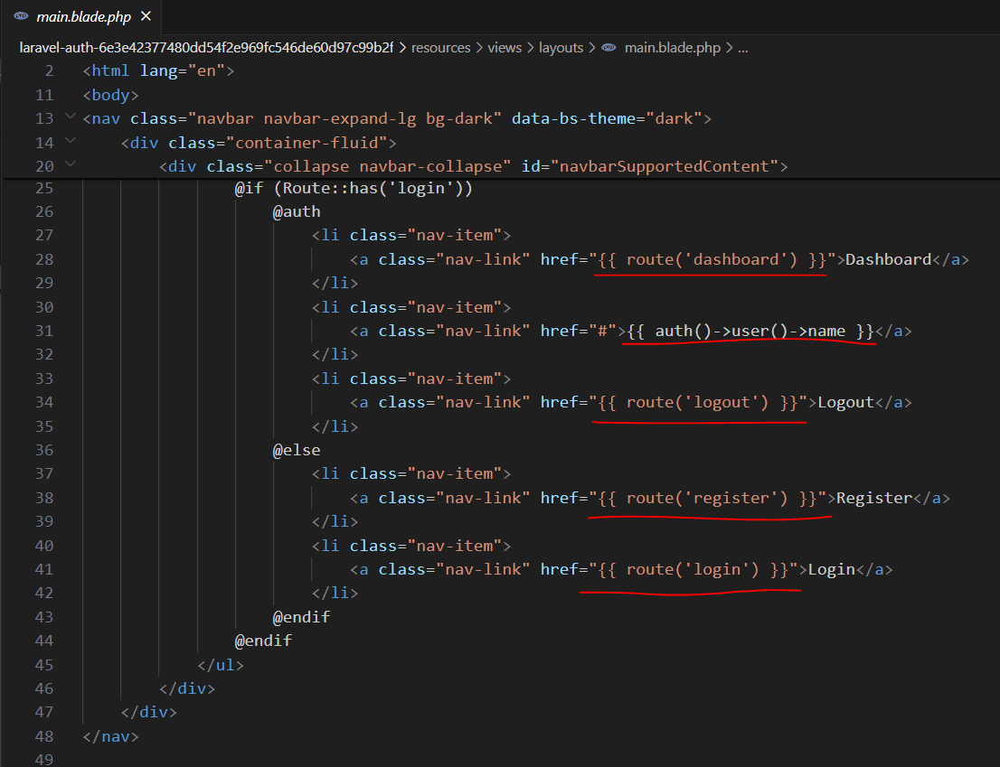 main.blade.php ×
laravel-auth-6e3e42377480dd54f2e969fc546de60d97c99b2f > resources > views > layouts > main.blade.php > ...
2 <html lang="en">
11 <body>
13 <nav class="navbar navbar-expand-lg bg-dark" data-bs-theme="dark">
14 <div class="container-fluid">
20 <div class="collapse navbar-collapse" id="navbarSupportedContent">
25 @if (Route::has('login'))
26 @auth
27 <li class="nav-item">
28 <a class="nav-link" href="{{ route('dashboard') }}">Dashboard</a>
29 </li>
30 <li class="nav-item">
31 <a class="nav-link" href="#">{{ auth()->user()->name }}</a>
32 </li>
33 <li class="nav-item">
34 <a class="nav-link" href="{{ route('logout') }}">Logout</a>
35 </li>
36 @else
37 <li class="nav-item">
38 <a class="nav-link" href="{{ route('register') }}">Register</a>
39 </li>
40 <li class="nav-item">
41 <a class="nav-link" href="{{ route('login') }}">Login</a>
42 </li>
43 @endif
44 @endif
45 </ul>
46 </div>
47 </div>
48 </nav>
49